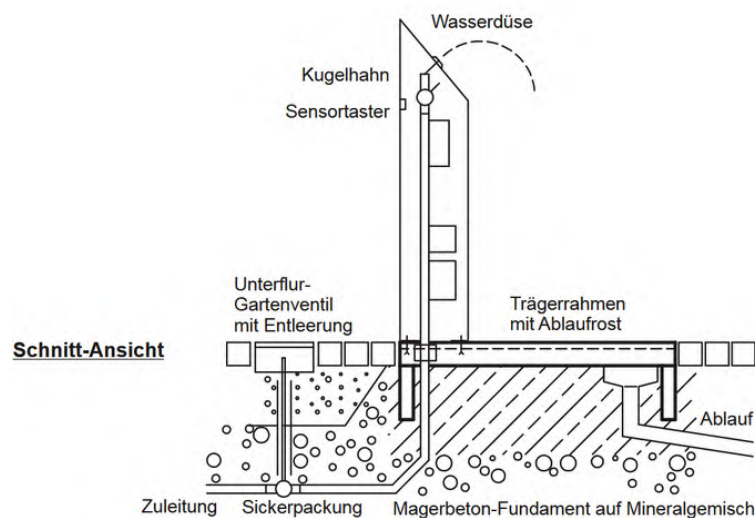 Wasserdüse
Kugelhahn
Sensortaster
Unterflur-
Gartenventil
mit Entleerung
Trägerrahmen
mit Ablaufrost
Schnitt-Ansicht
Ablauf
Zuleitung
Sickerpackung
Magerbeton-Fundament auf Mineralgemisch